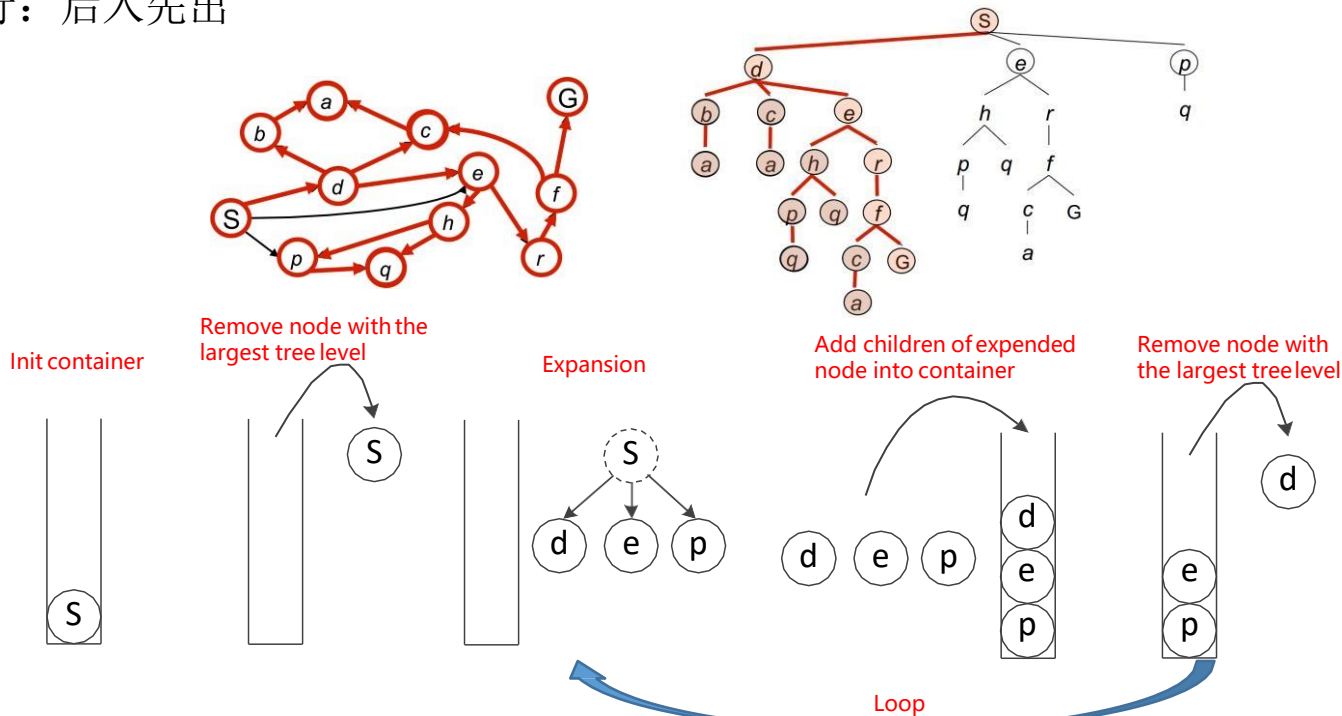 ：后入先出
S
d
e
p
b
c
e
h
r
q
a
a
h
r
p
q
f
p
q
f
q
c
G
q
c
G
a
a
a
G
b
c
e
d
f
S
h
p
q
r
Remove node with the
largest tree level
Init container
Expansion
Add children of expended
node into container
Remove node with
the largest tree level
S
S
S
d
e
p
d
e
p
d
e
p
d
e
p
Loop